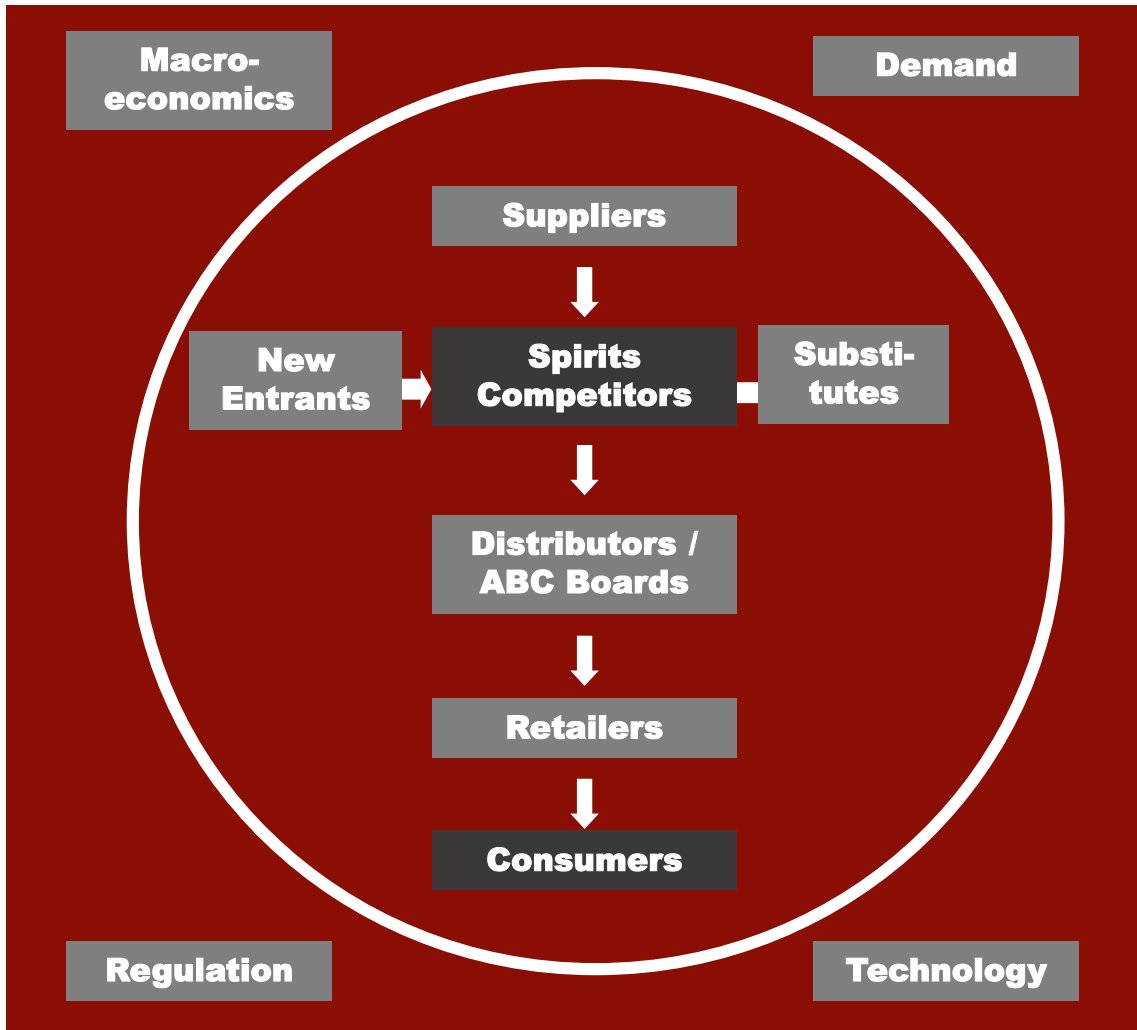 Macro-
economics
Demand
Suppliers
New
Entrants
Spirits
Competitors
Substi-
tutes
Distributors /
ABC Boards
Retailers
Consumers
Regulation
Technology